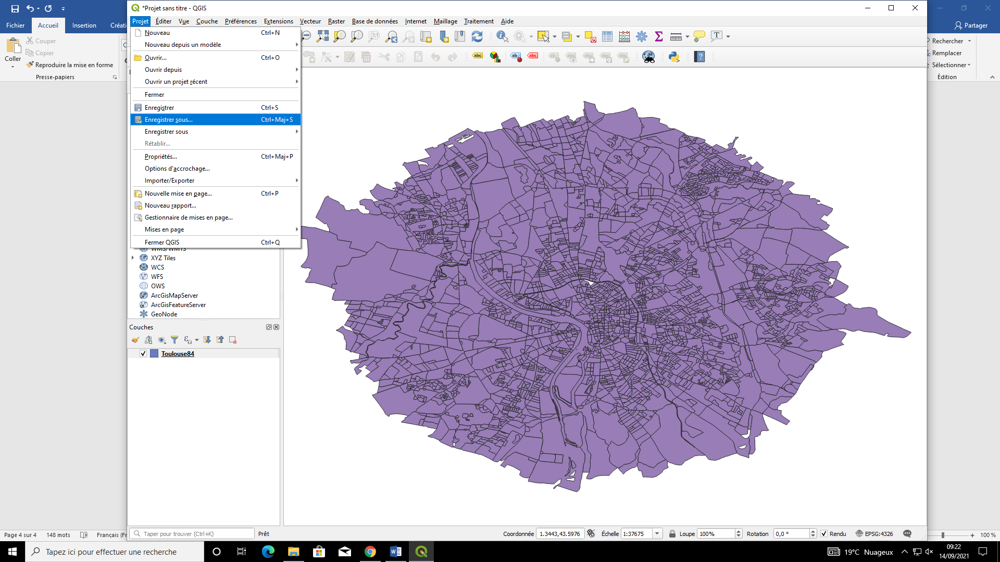 *Projet sans titre - QGIS
Fichier
Accueil
Insertion
Créati
Partager
Projet Éditer Vue Couche Préférences Extensions Vecteur Raster Base de données Internet Maillage Traitement Aide
Couper
Copier
Coller
Reproduire la mise en forme
Presse-papiers
Rechercher
Remplacer
Sélectionner
Édition
Nouveau Ctrl+N
Nouveau depuis un modèle
Ouvrir... Ctrl+O
Ouvrir depuis
Ouvrir un projet récent
Fermer
Enregistrer Ctrl+S
Enregistrer sous... Ctrl+Maj+S
Enregistrer sous
Rétablir...
Propriétés... Ctrl+Maj+P
Options d'accrochage...
Importer/Exporter
Nouvelle mise en page... Ctrl+P
Nouveau rapport...
Gestionnaire de mises en page...
Mises en page
Fermer QGIS Ctrl+Q
abc abc abc
WMS/WMTS
XYZ Tiles
WCS
WFS
OWS
ArcGisMapServer
ArcGisFeatureServer
GeoNode
Couches
Toulouse84
Taper pour trouver (Ctrl+K) Prêt
Coordonnée 1.3443,43.5976 Échelle 1:37675 Loupe 100% Rotation 0,0 ° Rendu EPSG:4326
Page 4 sur 4 148 mots Français (Fr
100 %
Tapez ici pour effectuer une recherche
19°C Nuageux
09:22
14/09/2021